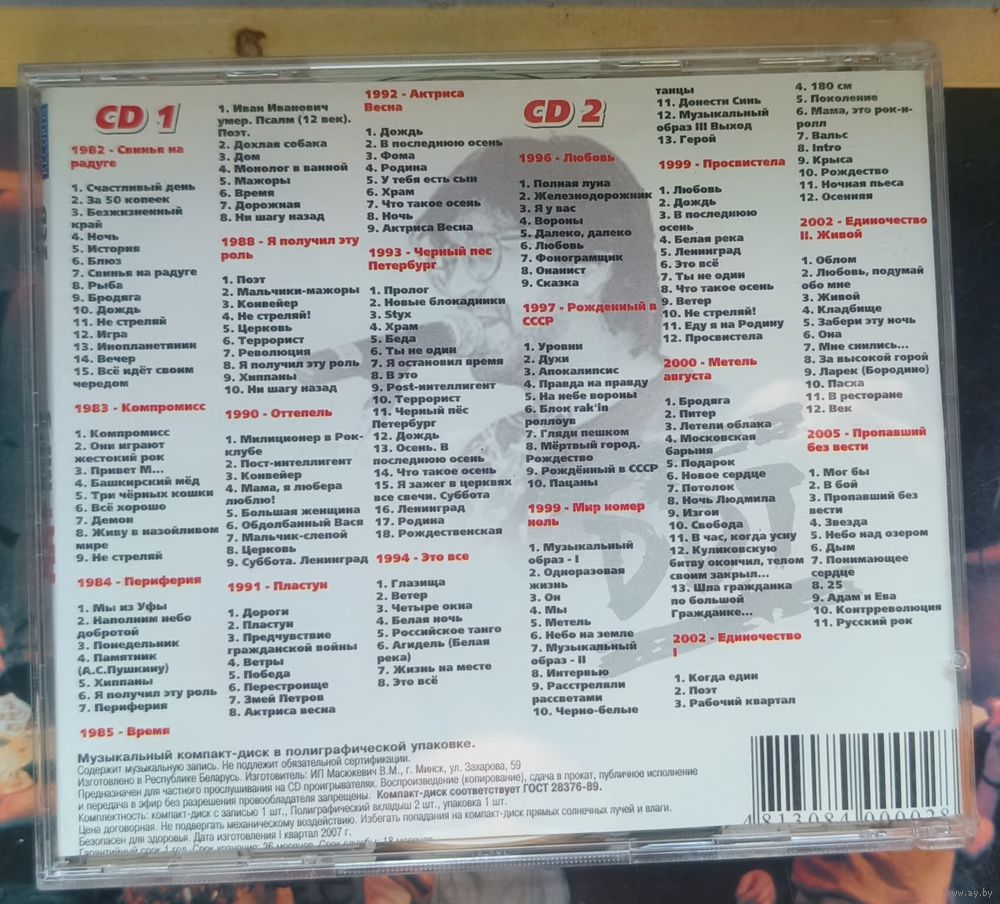 CD 1
1982 - Свинья на
радуге
1. Счастливый день
2. За 50 копеек
3. Безжизненный
край
4. Ночь
5. История
6. Блюз
7. Свинья на радуге
8. Рыба
9. Бродяга
10. Дождь
11. Не стреляй
12. Игра
13. Инопланетянин
14. Вечер
15. Всё идёт своим
чередом
1983 - Компромисс
1. Компромисс
2. Они играют
жестокий рок
3. Привет М...
4. Башкирский мёд
5. Три чёрных кошки
6. Всё хорошо
7. Демон
8. Живу в назойливом
мире
9. Не стреляй
1984 - Периферия
1. Мы из Уфы
2. Наполним небо
добротой
3. Понедельник
4. Памятник
(А.С.Пушкину)
5. Хиппаны
6. Я получил эту роль
7. Периферия
1985 - Время
1. Иван Иванович
умер. Псалм (12 век).
Поэт.
2. Дохлая собака
3. Дом
4. Монолог в ванной
5. Мажоры
6. Время
7. Дорожная
8. Ни шагу назад
1988 - Я получил эту
роль
1. Поэт
2. Мальчики-мажоры
3. Конвейер
4. Не стреляй!
5. Церковь
6. Террорист
7. Революция
8. Я получил эту роль
9. Хиппаны
10. Ни шагу назад
1990 - Оттепель
1. Милиционер в Рок-
клубе
2. Пост-интеллигент
3. Конвейер
4. Мама, я любера
люблю!
5. Большая женщина
6. Обдолбанный Вася
7. Мальчик-слепой
8. Церковь
9. Суббота. Ленинград
1991 - Пластун
1. Дороги
2. Пластун
3. Предчувствие
гражданской войны
4. Ветры
5. Победа
6. Перестроище
7. Змей Петров
8. Актриса весна
1992 - Актриса
Весна
1. Дождь
2. В последнюю осень
3. Фома
4. Родина
5. У тебя есть сын
6. Храм
7. Что такое осень
8. Ночь
9. Актриса Весна
1993 - Черный пес
Петербург
1. Пролог
2. Новые блокадники
3. Styx
4. Храм
5. Беда
6. Ты не один
7. Я остановил время
8. В это
9. Post-интеллигент
10. Террорист
11. Черный пёс
Петербург
12. Дождь
13. Осень. В
последнюю осень
14. Что такое осень
15. Я зажег в церквях
все свечи. Суббота
16. Ленинград
17. Родина
18. Рождественская
1994 - Это все
1. Глазища
2. Ветер
3. Четыре окна
4. Белая ночь
5. Российское танго
6. Агидель (Белая
река)
7. Жизнь на месте
8. Это всё
CD 2
1996 - Любовь
1. Полная луна
2. Железнодорожник
3. Я у вас
4. Вороны
5. Далеко, далеко
6. Любовь
7. Фонограмщик
8. Онанист
9. Сказка
1997 - Рожденный в
СССР
1. Уровни
2. Духи
3. Апокалипсис
4. Правда на правду
5. На небе вороны
6. Блок rak'in
роллоув
7. Гляди пешком
8. Мёртвый город.
Рождество
9. Рождённый в СССР
10. Пацаны
1999 - Мир номер
ноль
1. Музыкальный
образ - I
2. Одноразовая
жизнь
3. Он
4. Мы
5. Метель
6. Небо на земле
7. Музыкальный
образ - II
8. Интервью
9. Расстреляли
рассветами
10. Черно-белые
танцы
11. Донести Синь
12. Музыкальный
образ III Выход
13. Герой
1999 - Просвистела
1. Любовь
2. Дождь
3. В последнюю
осень
4. Белая река
5. Ленинград
6. Это всё
7. Ты не один
8. Что такое осень
9. Ветер
10. Не стреляй!
11. Еду я на Родину
12. Просвистела
2000 - Метель
августа
1. Бродяга
2. Питер
3. Летели облака
4. Московская
барыня
5. Подарок
6. Новое сердце
7. Потолок
8. Ночь Людмила
9. Изгои
10. Свобода
11. В час, когда усну
12. Куликовскую
битву окончил, телом
своим закрыл...
13. Шла гражданка
по большой
Гражданке...
2002 - Единочество
I
1. Когда един
2. Поэт
3. Рабочий квартал
4. 180 см
5. Поколение
6. Мама, это рок-н-
ролл
7. Вальс
8. Intro
9. Крыса
10. Рождество
11. Ночная пьеса
12. Осенняя
2002 - Единочество
II. Живой
1. Облом
2. Любовь, подумай
обо мне
3. Живой
4. Кладбище
5. Забери эту ночь
6. Она
7. Мне снились...
8. За высокой горой
9. Ларек (Бородино)
10. Пасха
11. В ресторане
12. Век
2005 - Пропавший
без вести
1. Мог бы
2. В бой
3. Пропавший без
вести
4. Звезда
5. Небо над озером
6. Дым
7. Понимающее
сердце
8. 25
9. Адам и Ева
10. Контрреволюция
11. Русский рок
Музыкальный компакт-диск в полиграфической упаковке.
Содержит музыкальную запись. Не подлежит обязательной сертификации.
Изготовлено в Республике Беларусь. Изготовитель: ИП Масюкевич В.М., г. Минск, ул. Захарова, 59
Предназначен для частного прослушивания на CD проигрывателях. Воспроизведение (копирование), сдача в прокат, публичное исполнение
и передача в эфир без разрешения провообладателя запрещены. Компакт-диск соответствует ГОСТ 28376-89.
Комплектность: компакт-диск с записью 1 шт., Полиграфический вкладыш 2 шт., упаковка 1 шт.
Цена договорная. Не подвергать механическому воздействию. Избегать попадания на компакт-диск прямых солнечных лучей и влаги.
Безопасен для здоровья. Дата изготовления I квартал 2007 г.
Гарантийный срок 1 год. Срок хранения: 36 месяцев. Срок службы: 18 месяцев.
4 813084 000028
www.ay.by